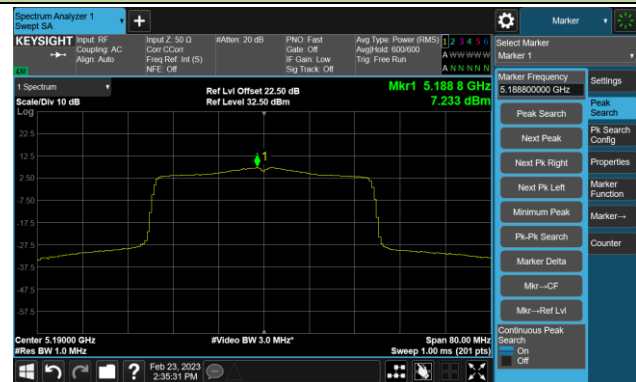 Spectrum Analyzer 1
Swept SA
Marker
KEYSIGHT
Input: RF
Coupling: AC
Align: Auto
Input Z: 50 Ω
Corr CCorr
Freq Ref: Int (S)
NFE: Off
#Atten: 20 dB
PNO: Fast
Gate: Off
IF Gain: Low
Sig Track: Off
Avg Type: Power (RMS)
Avg|Hold: 600/600
Trig: Free Run
1 2 3 4 5 6
A W W W W W
A N N N N N
Select Marker
Marker 1
1 Spectrum
Scale/Div 10 dB
Log
Ref Lvl Offset 22.50 dB
Ref Level 32.50 dBm
Mkr1 5.188 8 GHz
7.233 dBm
22.5
12.5
2.50
-7.50
-17.5
-27.5
-37.5
-47.5
-57.5
1
Center 5.19000 GHz
#Res BW 1.0 MHz
#Video BW 3.0 MHz*
Span 80.00 MHz
Sweep 1.00 ms (201 pts)
Marker Frequency
5.188800000 GHz
Peak Search
Next Peak
Next Pk Right
Next Pk Left
Minimum Peak
Pk-Pk Search
Marker Delta
Mkr→CF
Mkr→Ref Lvl
Continuous Peak
Search
On
Off
Settings
Peak
Search
Pk Search
Config
Properties
Marker
Function
Marker→
Counter
Feb 23, 2023
2:35:31 PM